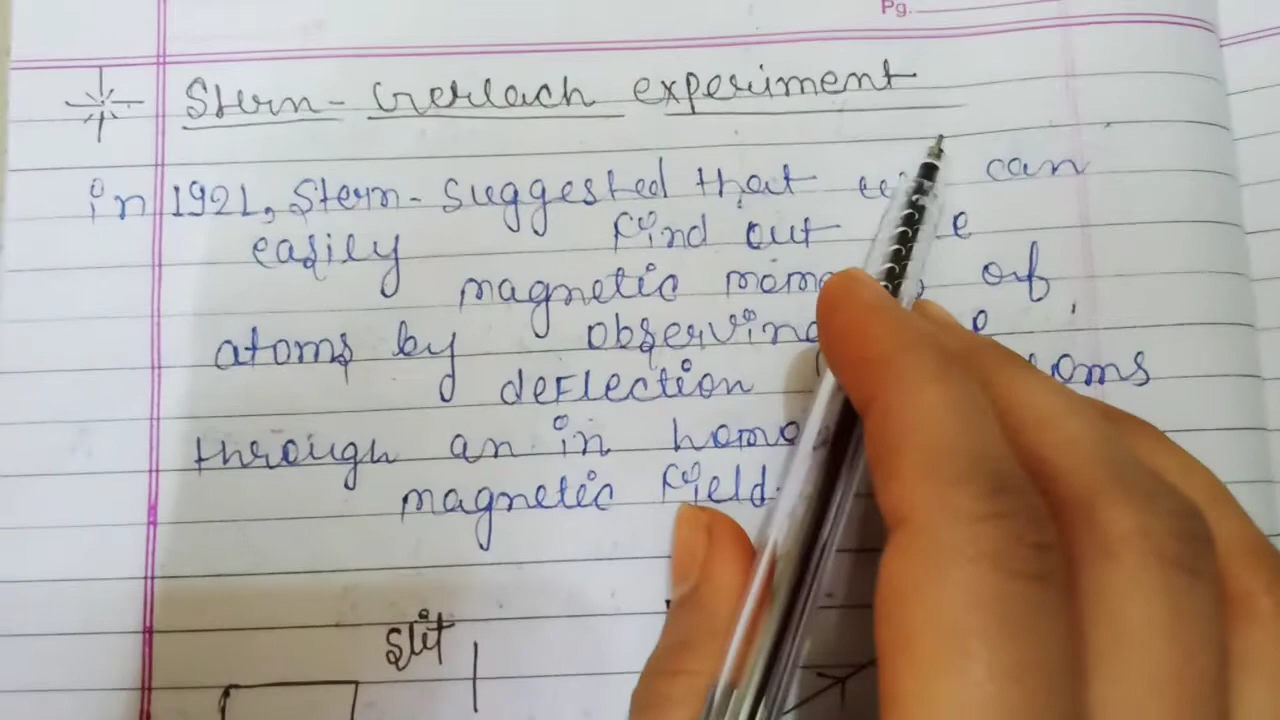 Pg.
Stern-Gerlach experiment
in 1921, Stern-suggested that can
easily find out
magnetic of
atoms by
deflection
through an in
magnetic field.
slit